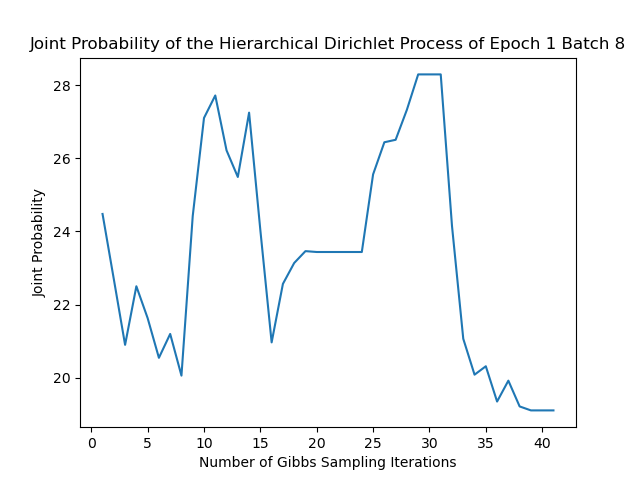 Joint Probability of the Hierarchical Dirichlet Process of Epoch 1 Batch 8
28
26
24
22
20
Joint Probability
0 5 10 15 20 25 30 35 40
Number of Gibbs Sampling Iterations